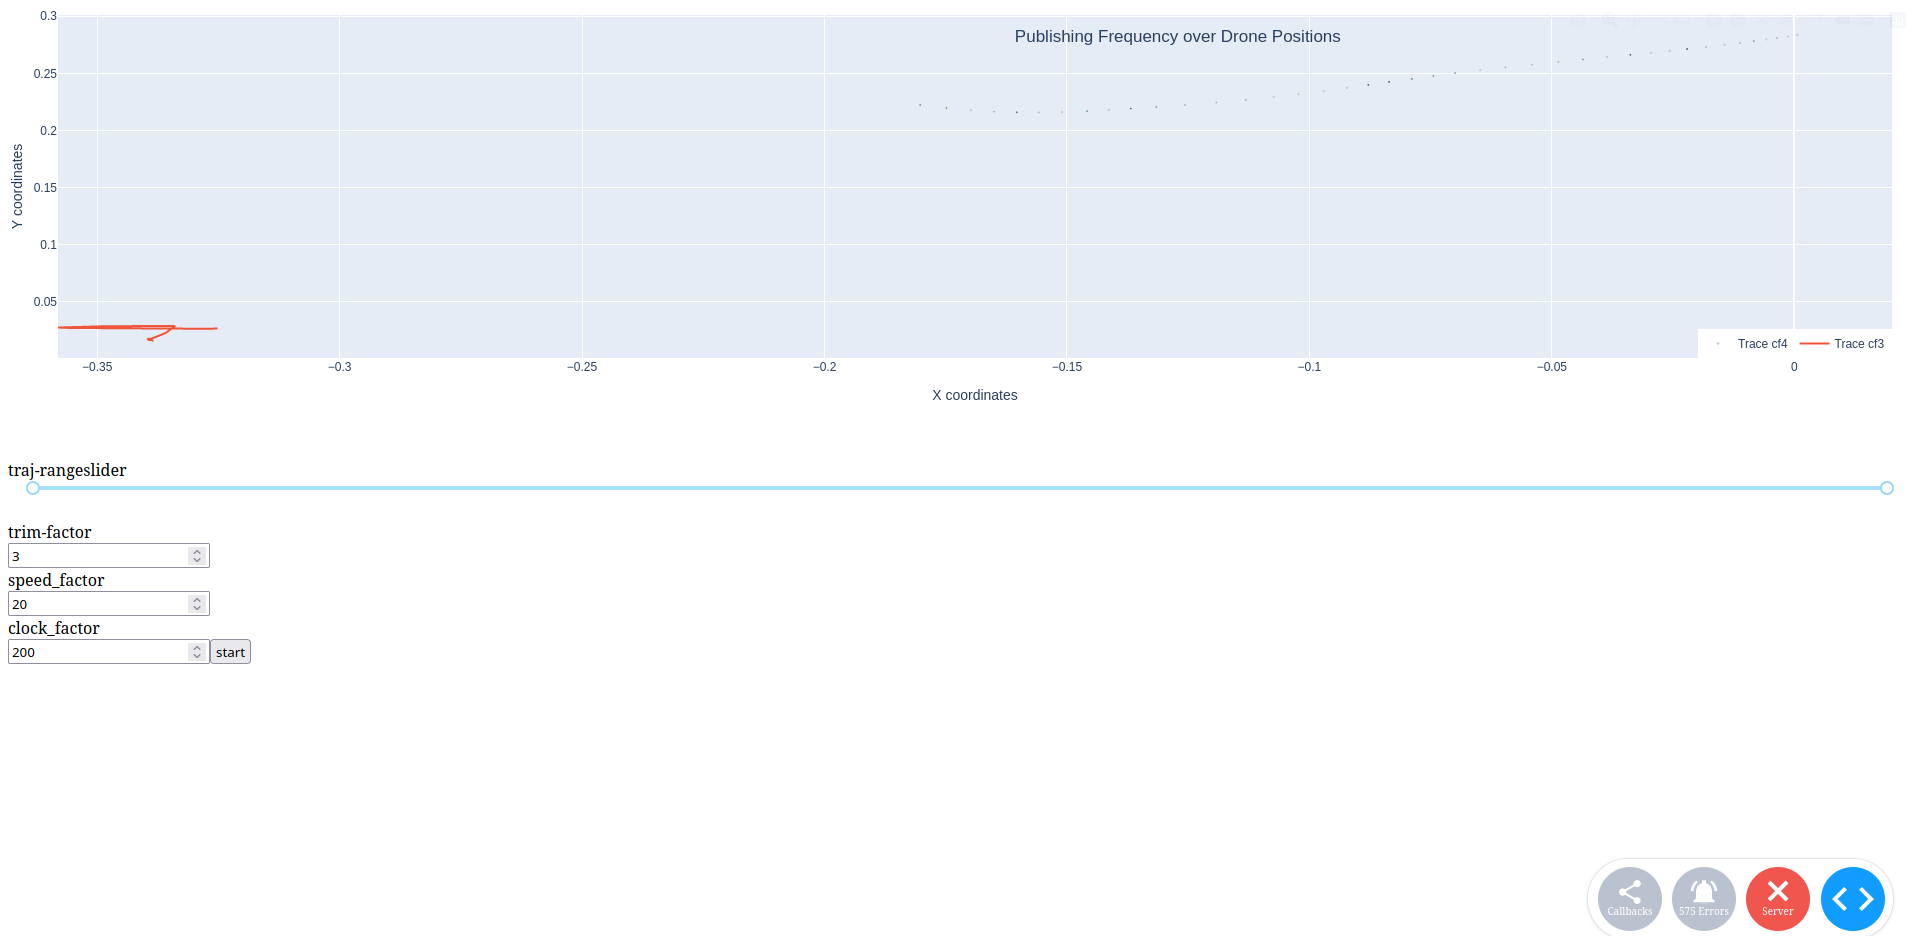 Publishing Frequency over Drone Positions
0.3
0.25
0.2
0.15
0.1
0.05
Y coordinates
−0.35 −0.3 −0.25 −0.2 −0.15 −0.1 −0.05 0
X coordinates
Trace cf4 Trace cf3
traj-rangeslider
trim-factor
3
speed_factor
20
clock_factor
200 start
Callbacks 575 Errors Server